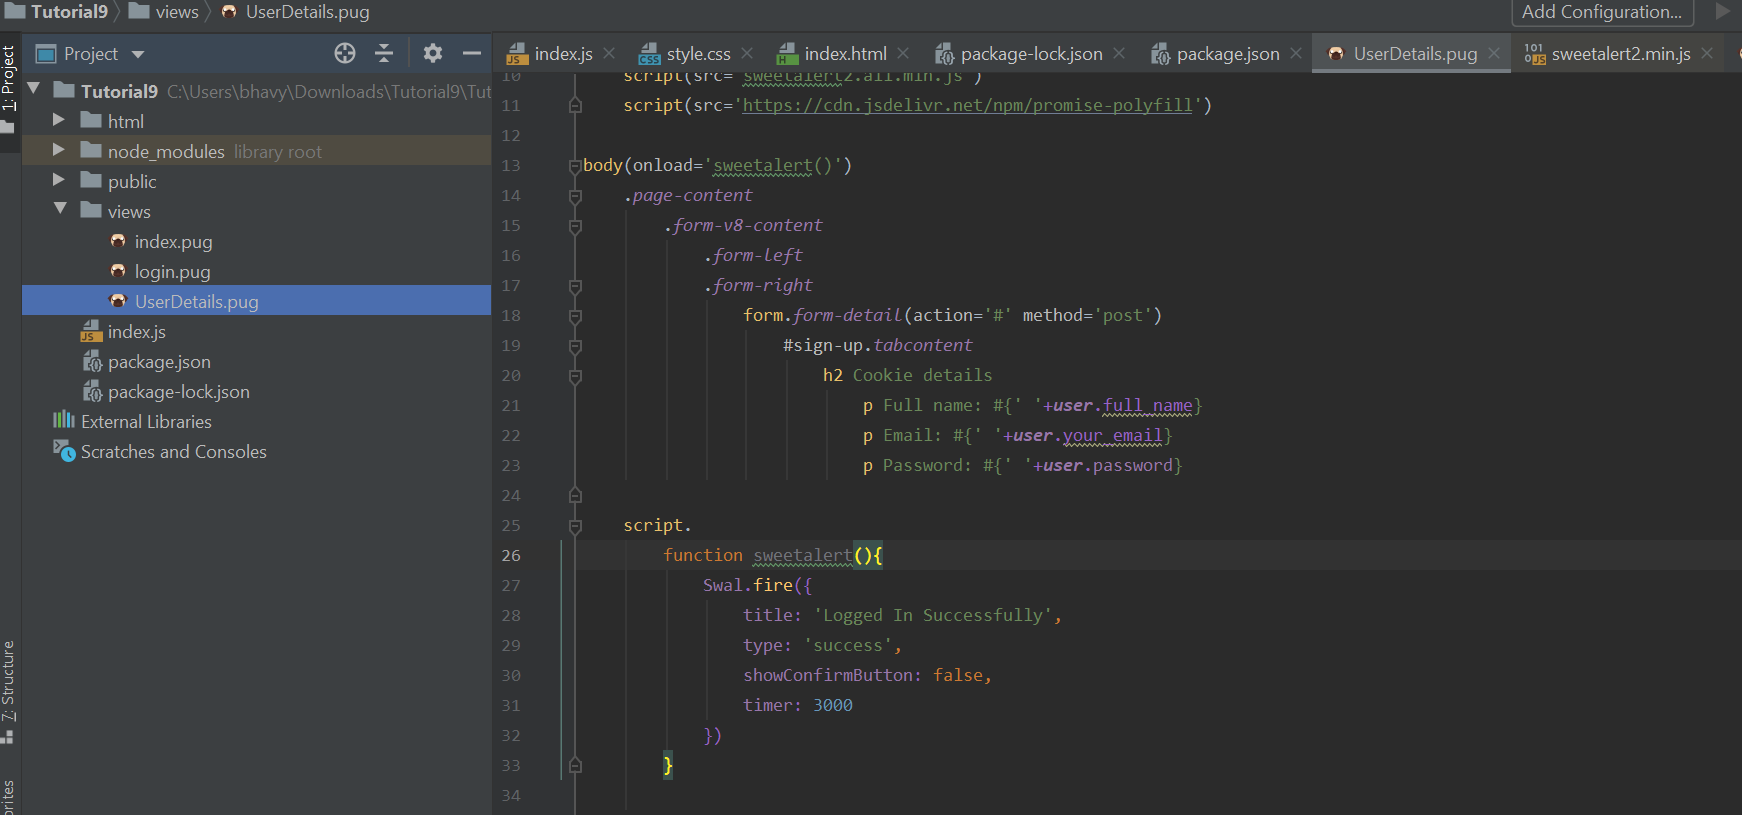 Tutorial9 views UserDetails.pug Add Configuration...
1: Project
Project
index.js style.css index.html package-lock.json package.json UserDetails.pug sweetalert2.min.js
Tutorial9 C:\Users\bhavy\Downloads\Tutorial9\Tut
html
node_modules library root
public
views
index.pug
login.pug
UserDetails.pug
index.js
package.json
package-lock.json
External Libraries
Scratches and Consoles
7: Structure
10 script(src='sweetalert2.all.min.js')
11 script(src='https://cdn.jsdelivr.net/npm/promise-polyfill')
12
13 body(onload='sweetalert()')
14 .page-content
15 .form-v8-content
16 .form-left
17 .form-right
18 form.form-detail(action='#' method='post')
19 #sign-up.tabcontent
20 h2 Cookie details
21 p Full name: #{' '+user.full_name}
22 p Email: #{' '+user.your_email}
23 p Password: #{' '+user.password}
24
25 script.
26 function sweetalert(){
27 Swal.fire({
28 title: 'Logged In Successfully',
29 type: 'success',
30 showConfirmButton: false,
31 timer: 3000
32 })
33 }
34